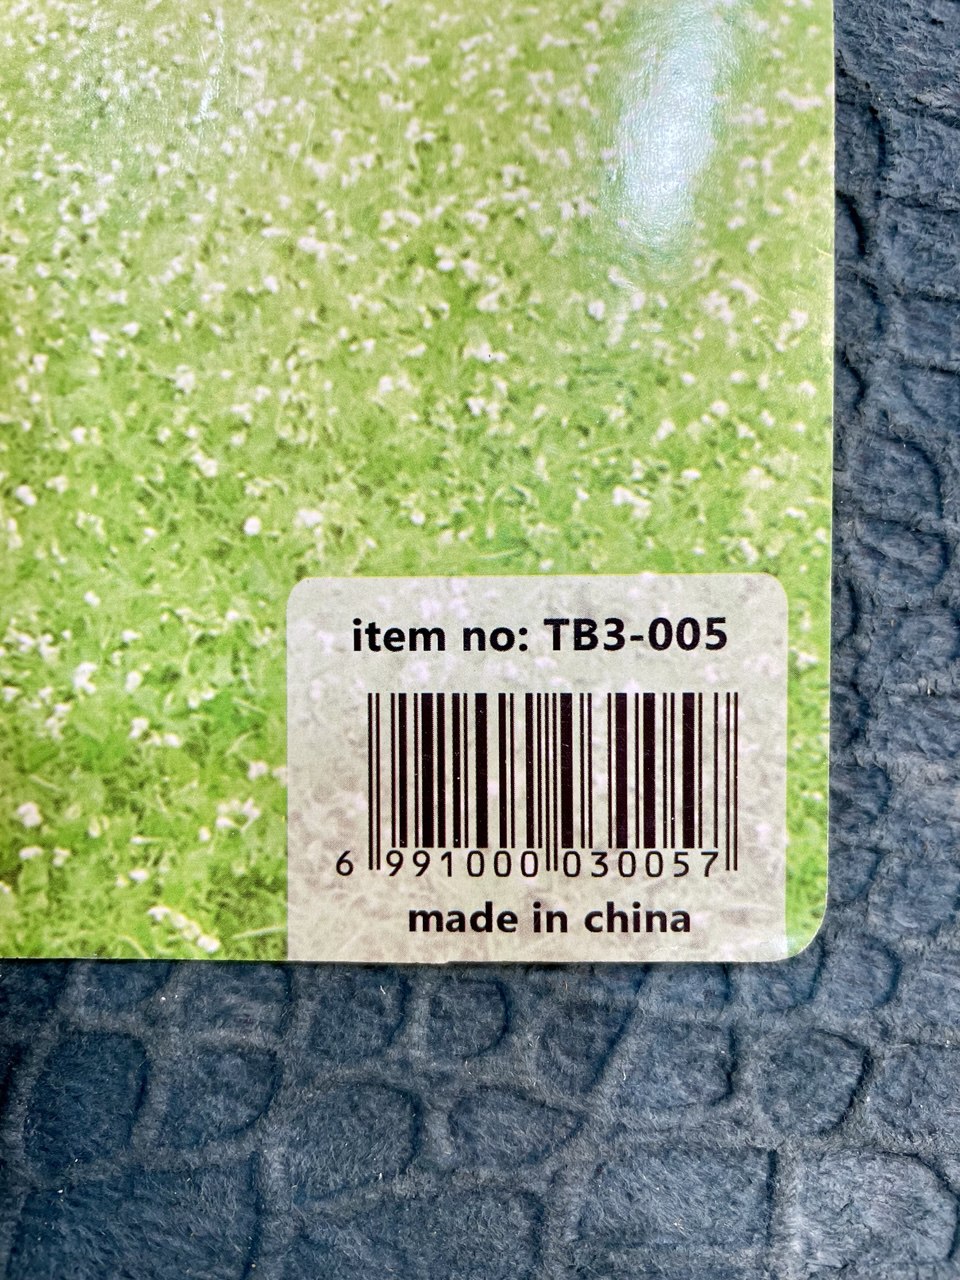 item no: TB3-005
6 991000 030057
made in china